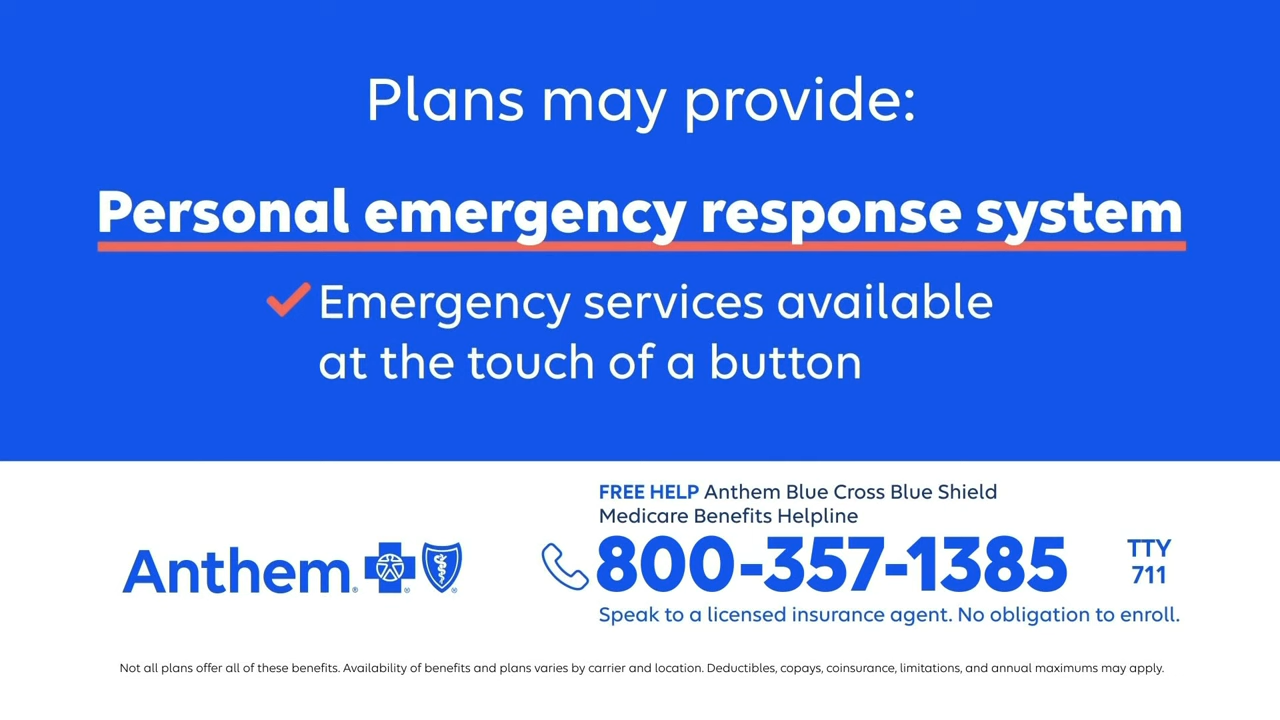 Plans may provide:
Personal emergency response system
Emergency services available
at the touch of a button
FREE HELP Anthem Blue Cross Blue Shield
Medicare Benefits Helpline
800-357-1385
TTY
711
Speak to a licensed insurance agent. No obligation to enroll.
Anthem®
Not all plans offer all of these benefits. Availability of benefits and plans varies by carrier and location. Deductibles, copays, coinsurance, limitations, and annual maximums may apply.